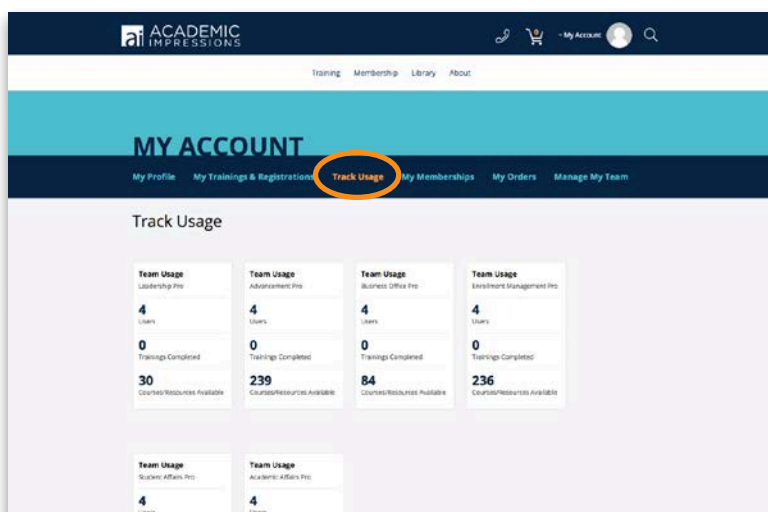 ai ACADEMIC
IMPRESSIONS
0
My Account
Training Membership Library About
MY ACCOUNT
My Profile My Trainings & Registrations Track Usage My Memberships My Orders Manage My Team
Track Usage
Team Usage
Leadership Pro
4
Users
0
Trainings Completed
30
Courses/Resources Available
Team Usage
Advancement Pro
4
Users
0
Trainings Completed
239
Courses/Resources Available
Team Usage
Business Office Pro
4
Users
0
Trainings Completed
84
Courses/Resources Available
Team Usage
Enrollment Management Pro
4
Users
0
Trainings Completed
236
Courses/Resources Available
Team Usage
Student Affairs Pro
4
Users
Team Usage
Academic Affairs Pro
4
Users